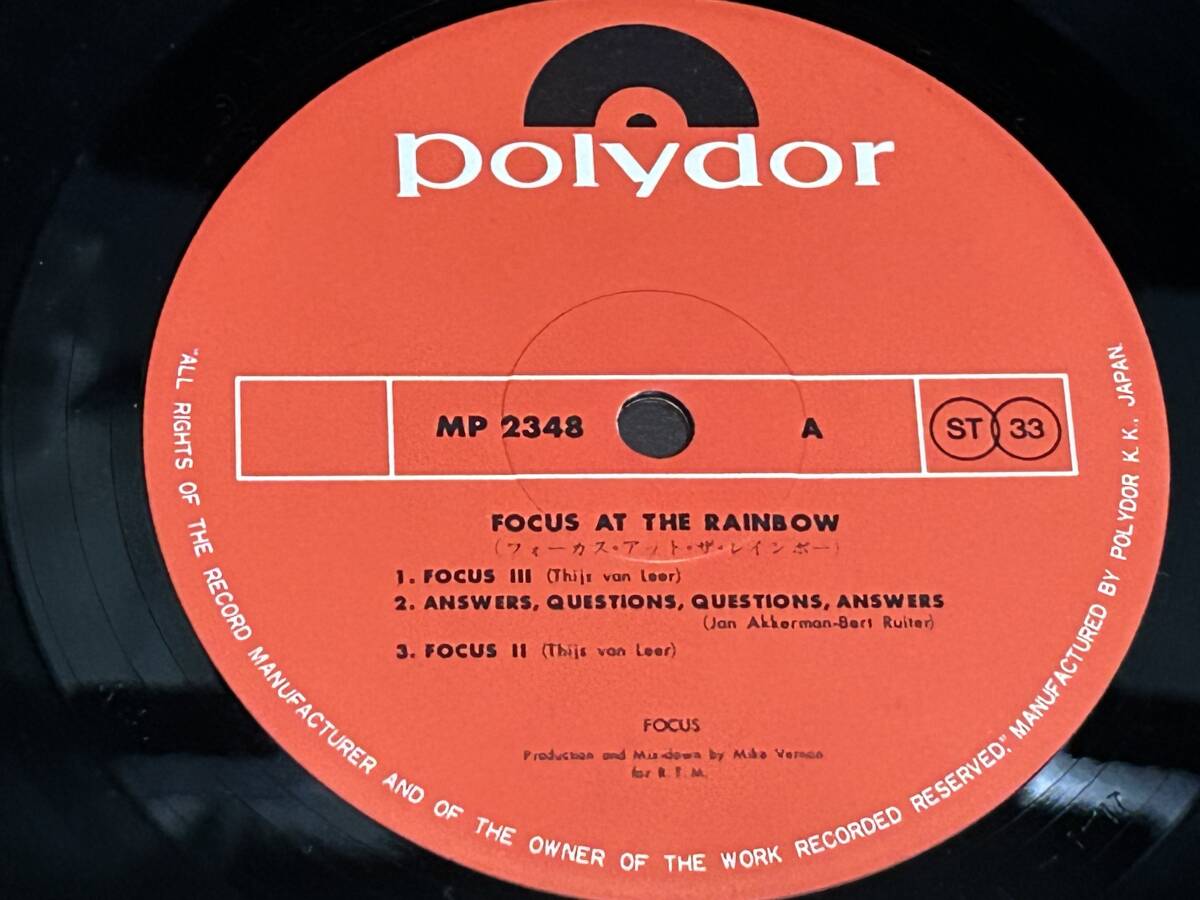 polydor
MP 2348
A
ST 33
FOCUS AT THE RAINBOW
(フォーカス・アット・ザ・レインボー)
1. FOCUS III (Thijs van Leer)
2. ANSWERS, QUESTIONS, QUESTIONS, ANSWERS
(Jan Akkerman-Bert Ruiter)
3. FOCUS II (Thijs van Leer)
FOCUS
Production and Mix-down by Mike Vernon
for R.T.M.
"ALL RIGHTS OF THE RECORD MANUFACTURER AND OF THE OWNER OF THE WORK RECORDED RESERVED," MANUFACTURED BY POLYDOR K.K., JAPAN.